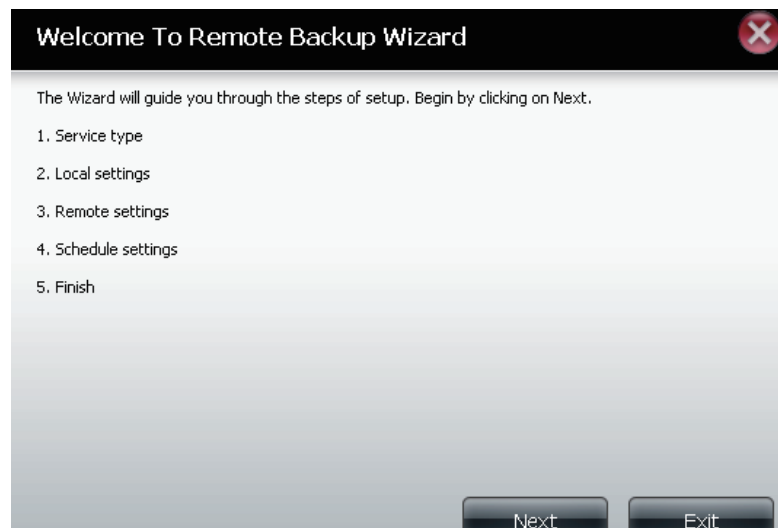 Welcome To Remote Backup Wizard
The Wizard will guide you through the steps of setup. Begin by clicking on Next.
1. Service type
2. Local settings
3. Remote settings
4. Schedule settings
5. Finish
Next Exit